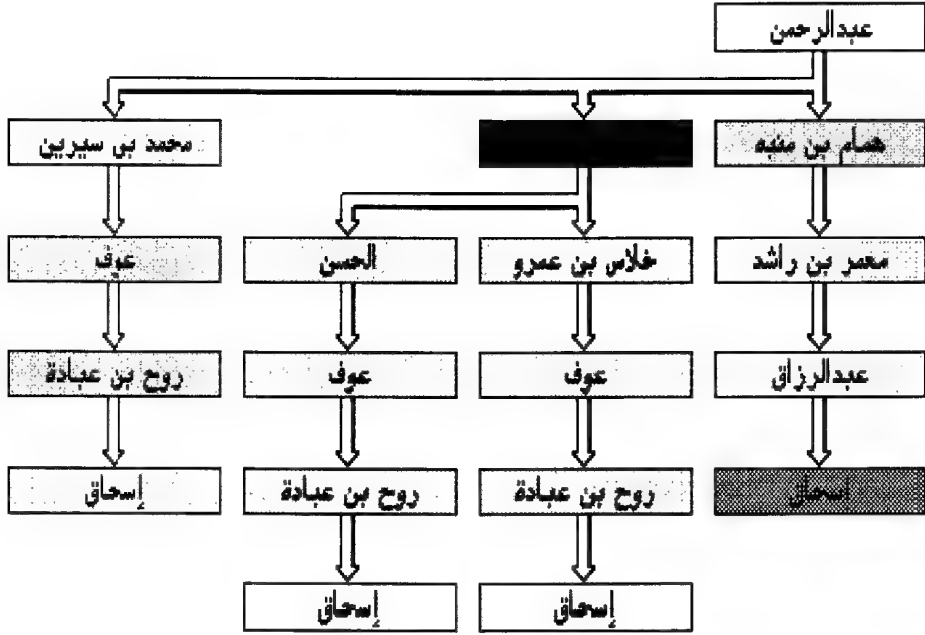 عبدالرحمن
همام بن منبه
محمد بن سيرين
معمر بن راشد
خلاس بن عمرو
الحسن
عوف
عبدالرزاق
عوف
عوف
روح بن عبادة
إسحاق
روح بن عبادة
روح بن عبادة
إسحاق
إسحاق
إسحاق